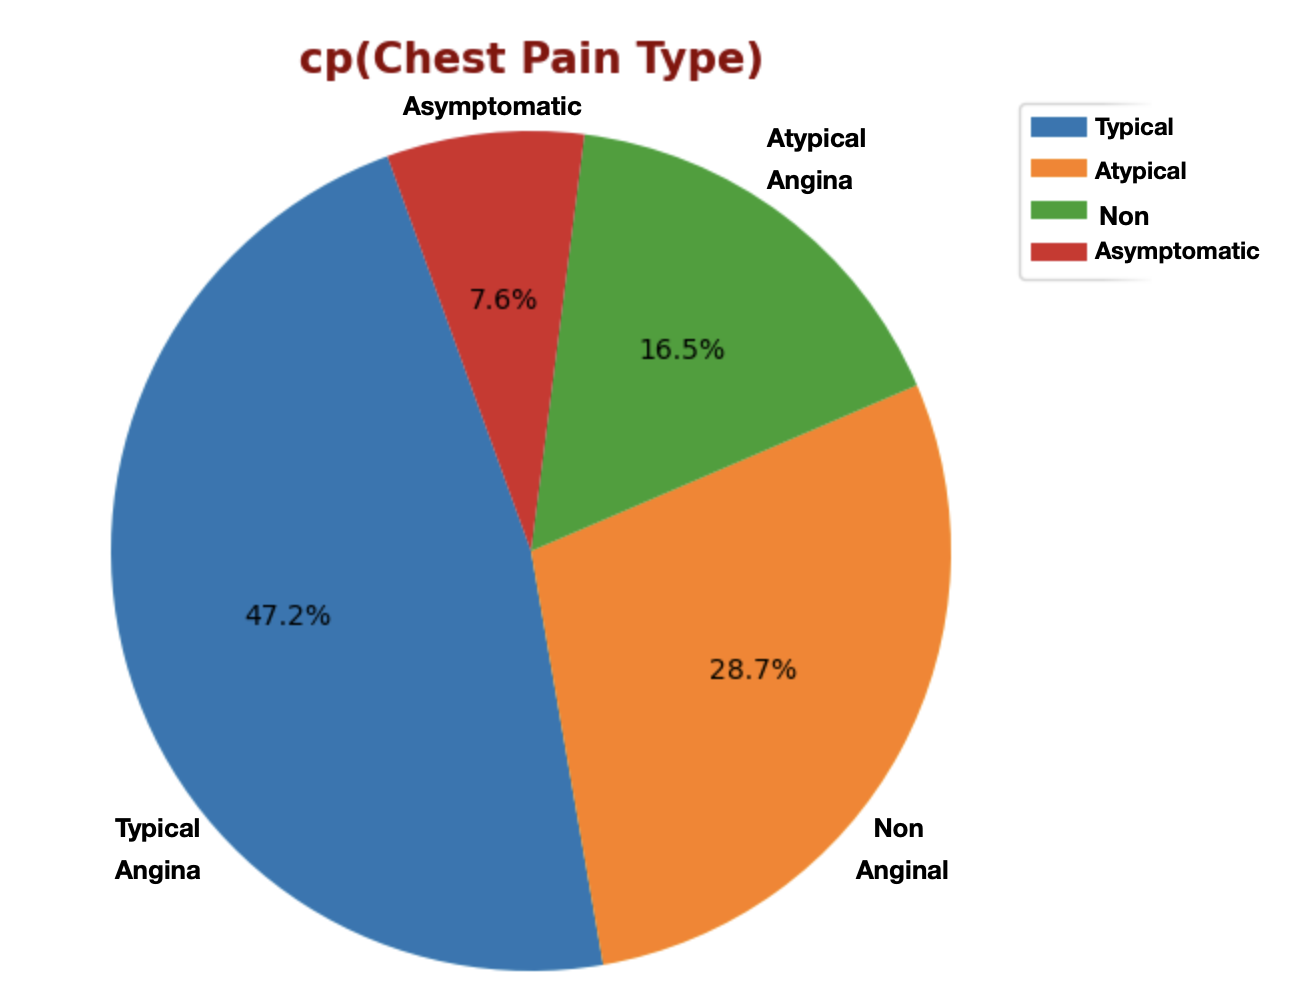 cp(Chest Pain Type)
Asymptomatic
Atypical
Angina
Typical
Atypical
Non
Asymptomatic
7.6%
16.5%
47.2%
28.7%
Typical
Angina
Non
Anginal